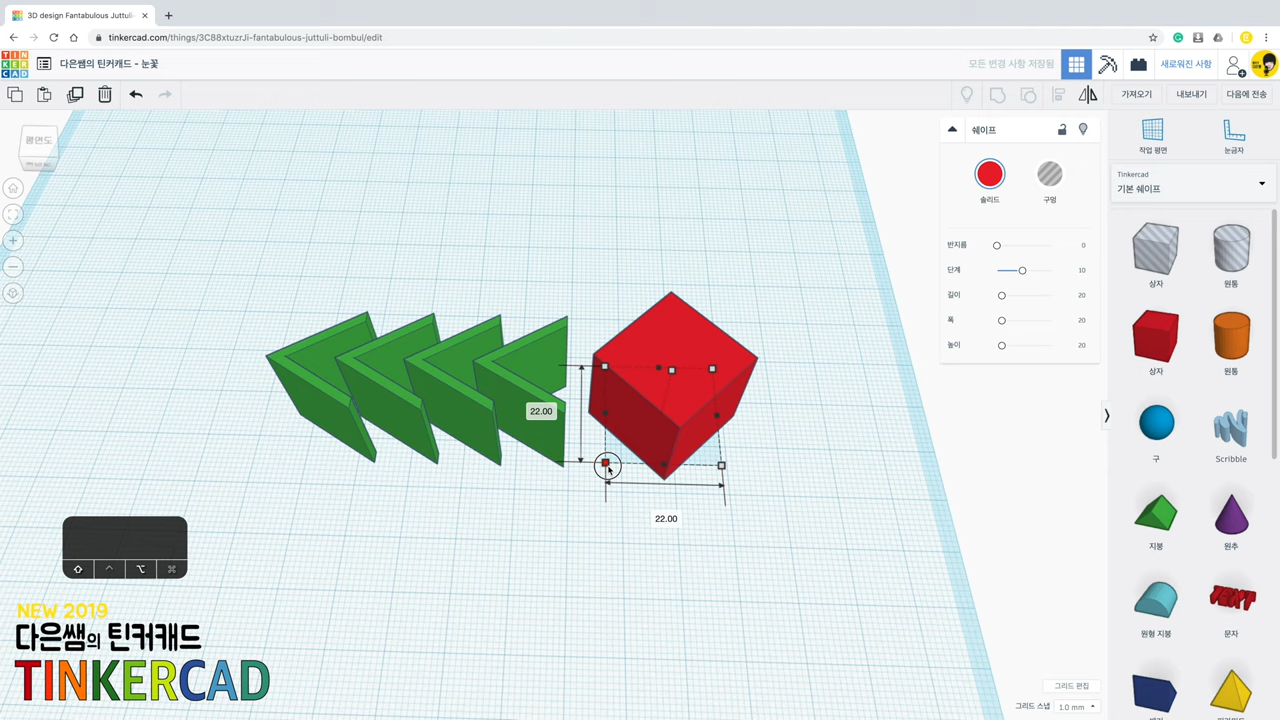 3D design Fantabulous Juttuli-
tinkercad.com/things/3C88xtuzrJi-fantabulous-juttuli-bombul/edit
TIN
KER
CAD
다은쌤의 틴커캐드 - 눈꽃
모든 변경 사항 저장됨
새로워진 사항
가져오기
내보내기
다음에 전송
평면도
쉐이프
솔리드
구멍
반지름
0
단계
10
길이
20
폭
20
높이
20
작업 평면
눈금자
Tinkercad
기본 쉐이프
상자
원통
상자
원통
구
Scribble
지붕
원추
원형 지붕
문자
22.00
22.00
NEW 2019
다은쌤의 틴커캐드
TINKERCAD
그리드 편집
그리드 스냅
1.0 mm